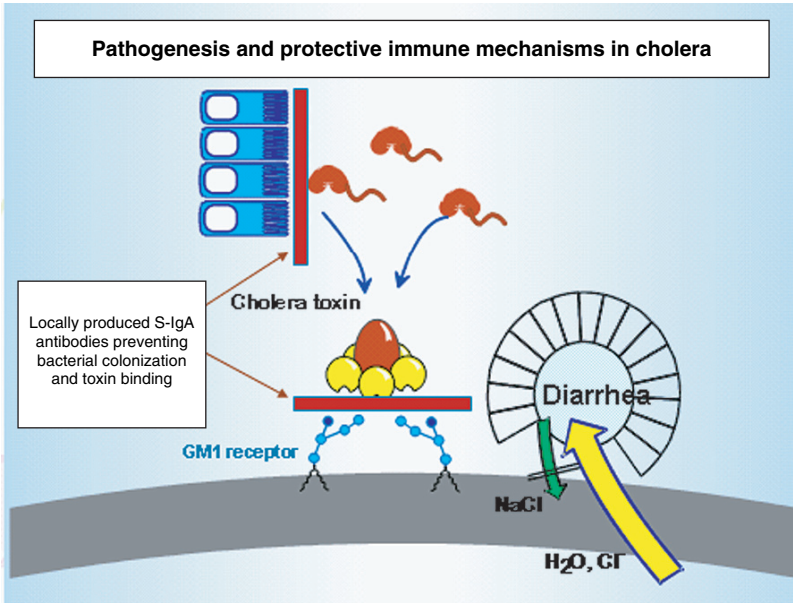 Pathogenesis and protective immune mechanisms in cholera
Cholera toxin
Locally produced S-IgA
antibodies preventing
bacterial colonization
and toxin binding
Diarrhea
GM1 receptor
NaCl
H₂O, Cl⁻